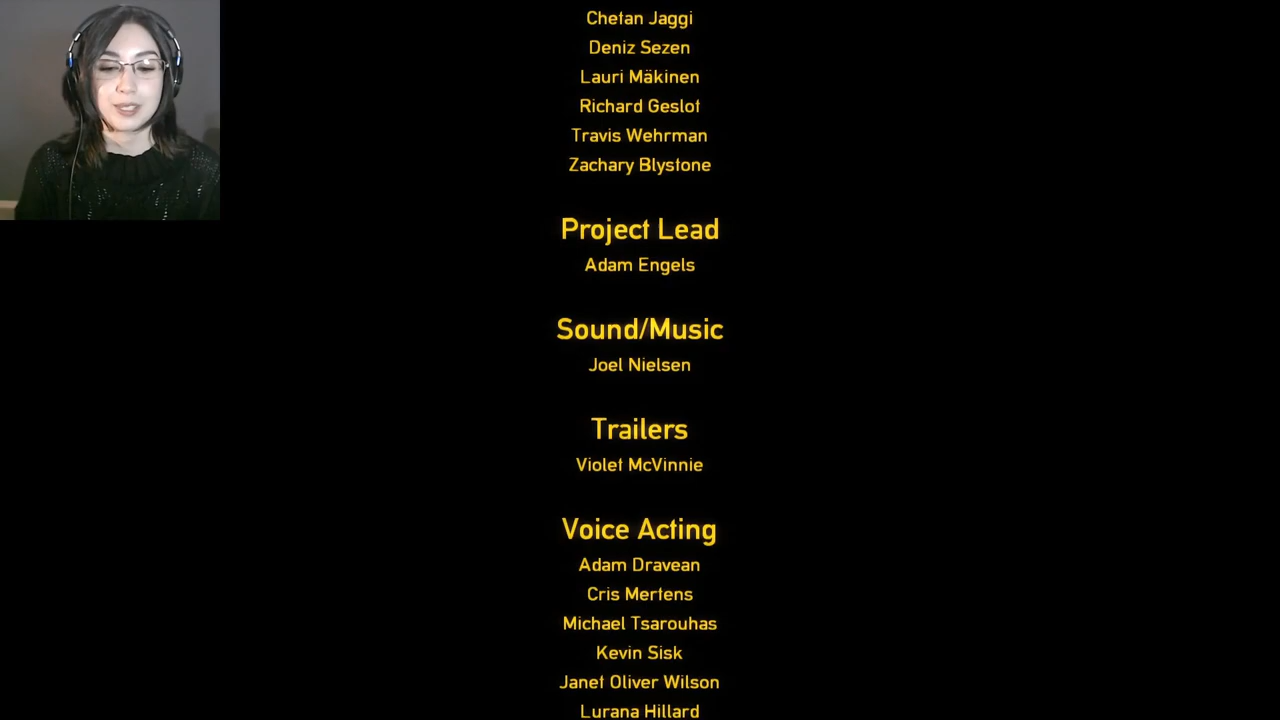 Chetan Jaggi
Deniz Sezen
Lauri Mäkinen
Richard Geslot
Travis Wehrman
Zachary Blystone
Project Lead
Adam Engels
Sound/Music
Joel Nielsen
Trailers
Violet McVinnie
Voice Acting
Adam Dravean
Cris Mertens
Michael Tsarouhas
Kevin Sisk
Janet Oliver Wilson
Lurana Hillard